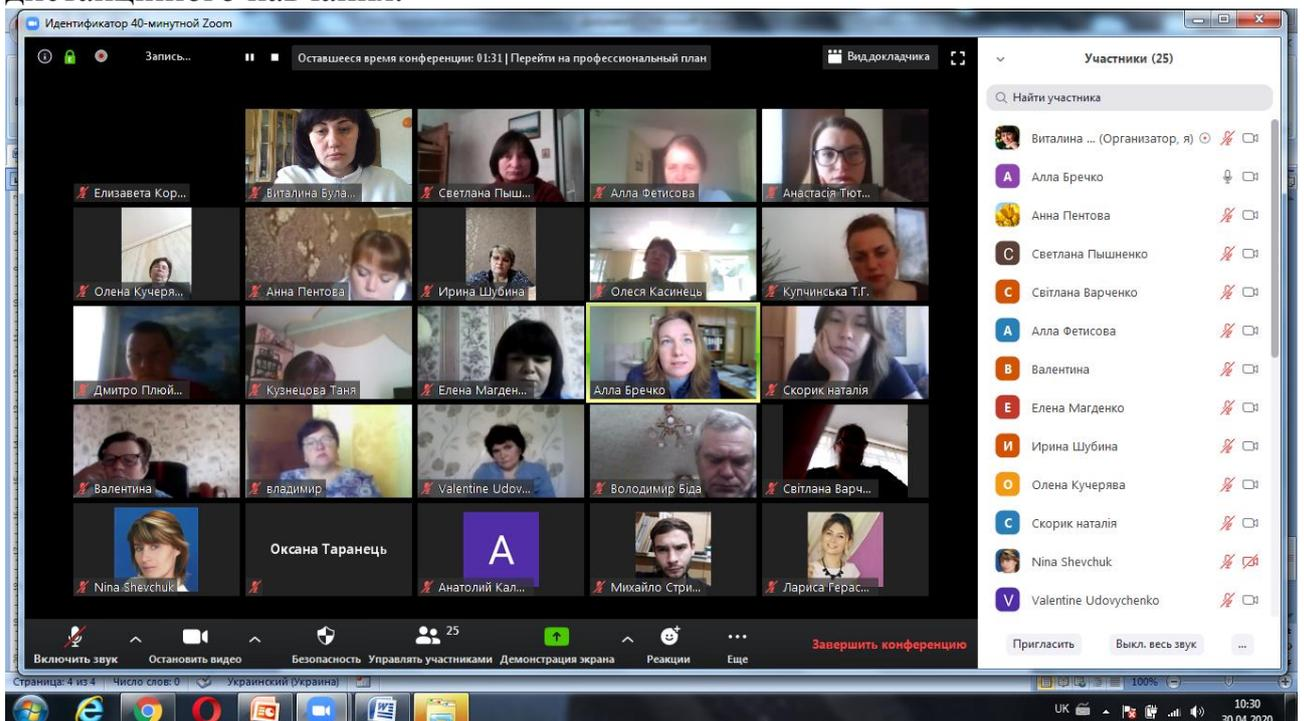 Идентификатор 40-минутной Zoom
Запись...
Оставшееся время конференции: 01:31 | Перейти на профессиональный план
Вид докладчика
Елизавета Кор...
Виталина Була...
Светлана Пыш...
Алла Фетисова
Анастасія Тют...
Олена Кучеря...
Анна Пентова
Ирина Шубина
Олеся Касинець
Купчинська Т.Г.
Дмитро Плюй...
Кузнецова Таня
Елена Магден...
Алла Бречко
Скорик наталія
Валентина
владимир
Valentine Udov...
Володимир Біда
Світлана Варч...
Nina Shevchuk
Оксана Таранець
А
Анатолий Кал...
Михайло Стри...
Лариса Герас...
Включить звук
Остановить видео
Безопасность
25
Управлять участниками
Демонстрация экрана
Реакции
Еще
Завершить конференцию
Участники (25)
Найти участника
Виталина ... (Организатор, я)
А Алла Бречко
Анна Пентова
С Светлана Пышненко
С Світлана Варченко
А Алла Фетисова
В Валентина
Е Елена Магденко
И Ирина Шубина
О Олена Кучерява
С Скорик наталія
Nina Shevchuk
V Valentine Udovychenko
Пригласить
Выкл. весь звук
...
Страница: 4 из 4
Число слов: 0
Украинский (Украина)
100%
UK
10:30
30.04.2020